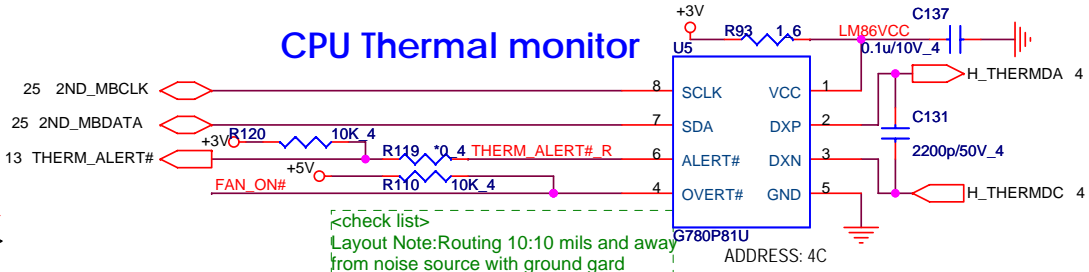 +3V
R93 1_6
LM86VCC
C137
0.1u/10V_4
CPU Thermal monitor
U5
25 2ND_MBCLK
8 SCLK
VCC 1
H_THERMDA 4
25 2ND_MBDATA
7 SDA
DXP 2
C131
2200p/50V_4
+3V
R120 10K_4
13 THERM_ALERT#
R119 *0_4
THERM_ALERT#_R
6 ALERT#
DXN 3
+5V
R110 10K_4
FAN_ON#
4 OVERT#
GND 5
H_THERMDC 4
G780P81U
ADDRESS: 4C
<check list>
Layout Note:Routing 10:10 mils and away
from noise source with ground gard